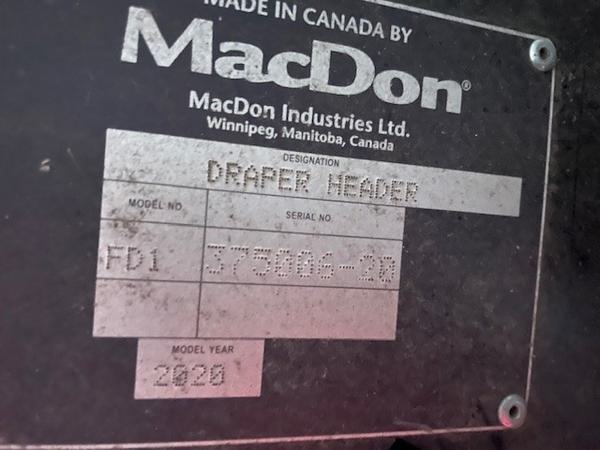 MADE IN CANADA BY
MacDon®
MacDon Industries Ltd.
Winnipeg, Manitoba, Canada
DESIGNATION
DRAPER HEADER
MODEL NO. SERIAL NO.
FD1 375006-20
MODEL YEAR
2020